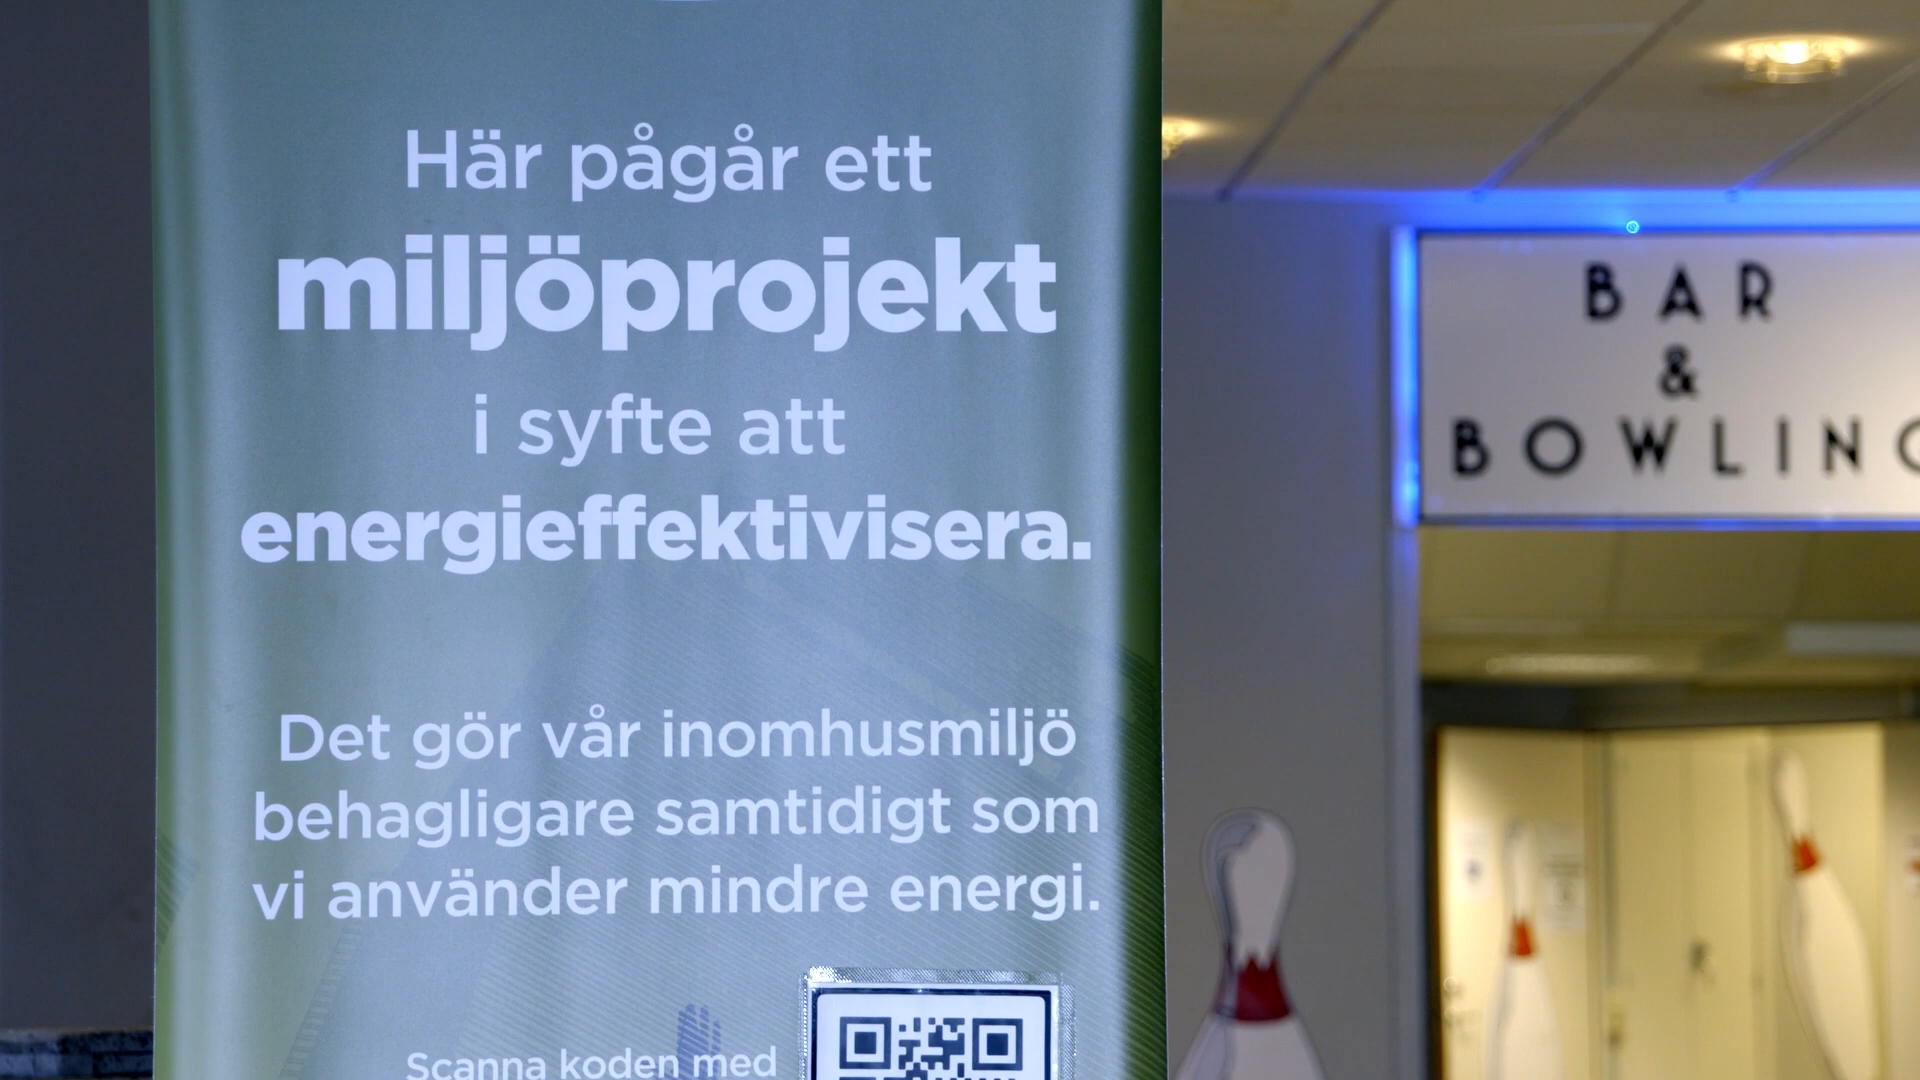 Här pågår ett
miljöprojekt
i syfte att
energieffektivisera.
Det gör vår inomhusmiljö
behagligare samtidigt som
vi använder mindre energi.
Scanna koden med
BAR
&
BOWLING